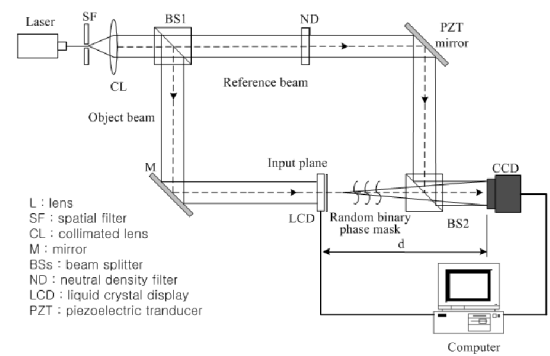 Laser
SF
BS1
ND
PZT
mirror
CL
Reference beam
Object beam
M
Input plane
CCD
LCD
Random binary
phase mask
BS2
d
L : lens
SF : spatial filter
CL : collimated lens
M : mirror
BSs : beam splitter
ND : neutral density filter
LCD : liquid crystal display
PZT : piezoelectric tranducer
Computer